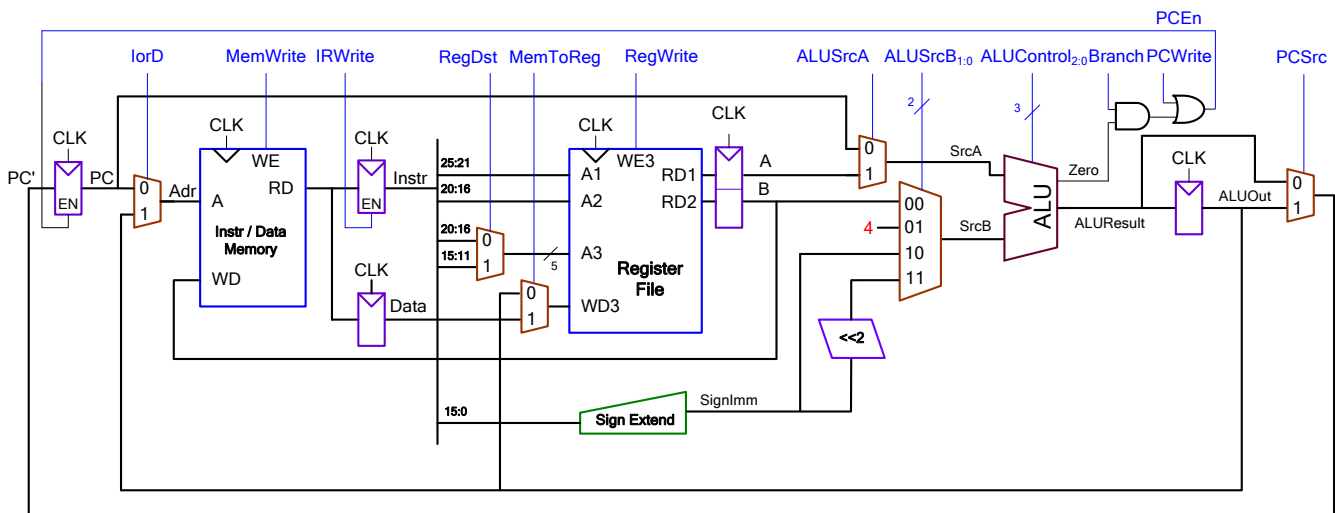 PCEn
IorD MemWrite IRWrite RegDst MemToReg RegWrite ALUSrcA ALUSrcB1:0 ALUControl2:0 Branch PCWrite PCSrc
2 3
CLK CLK CLK CLK CLK CLK
PC' PC EN 0 1 Adr WE RD A Instr / Data Memory WD
EN Instr
CLK Data
25:21
20:16
20:16 0
15:11 1
5
0 1
WE3
A1 RD1
A2 RD2
A3
WD3
Register
File
A
B
0
1
SrcA
00
4 01
10
11
SrcB
<<2
ALU
Zero
ALUResult
ALUOut
0
1
15:0 Sign Extend SignImm